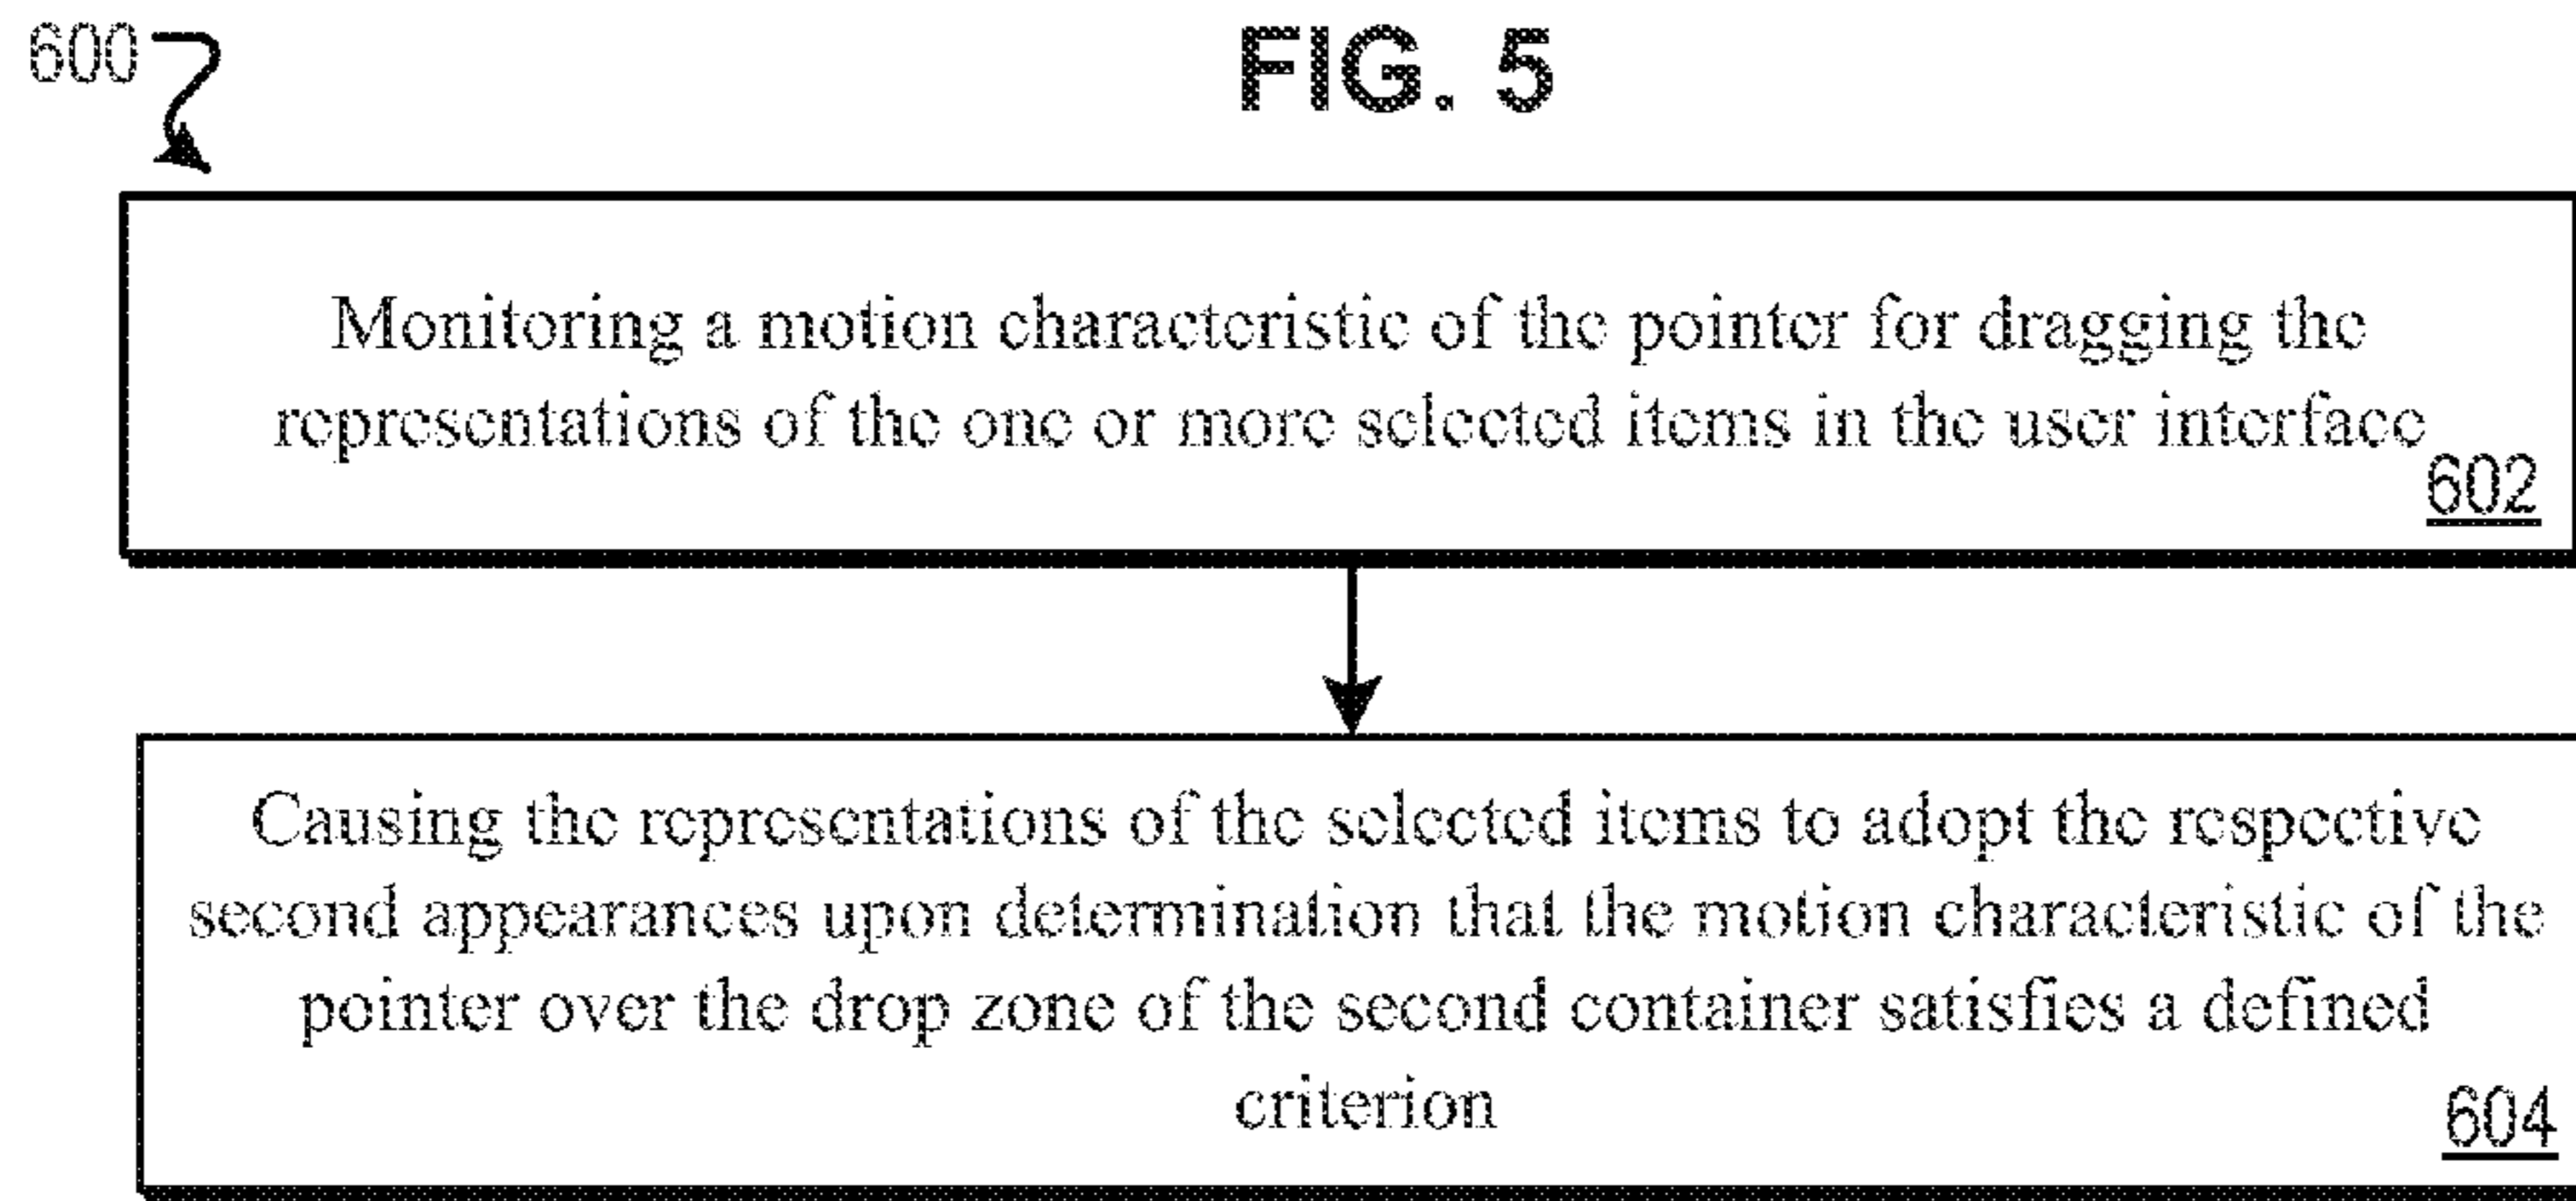 600
FIG. 5
Monitoring a motion characteristic of the pointer for dragging the
representations of the one or more selected items in the user interface
602
Causing the representations of the selected items to adopt the respective
second appearances upon determination that the motion characteristic of the
pointer over the drop zone of the second container satisfies a defined
criterion
604